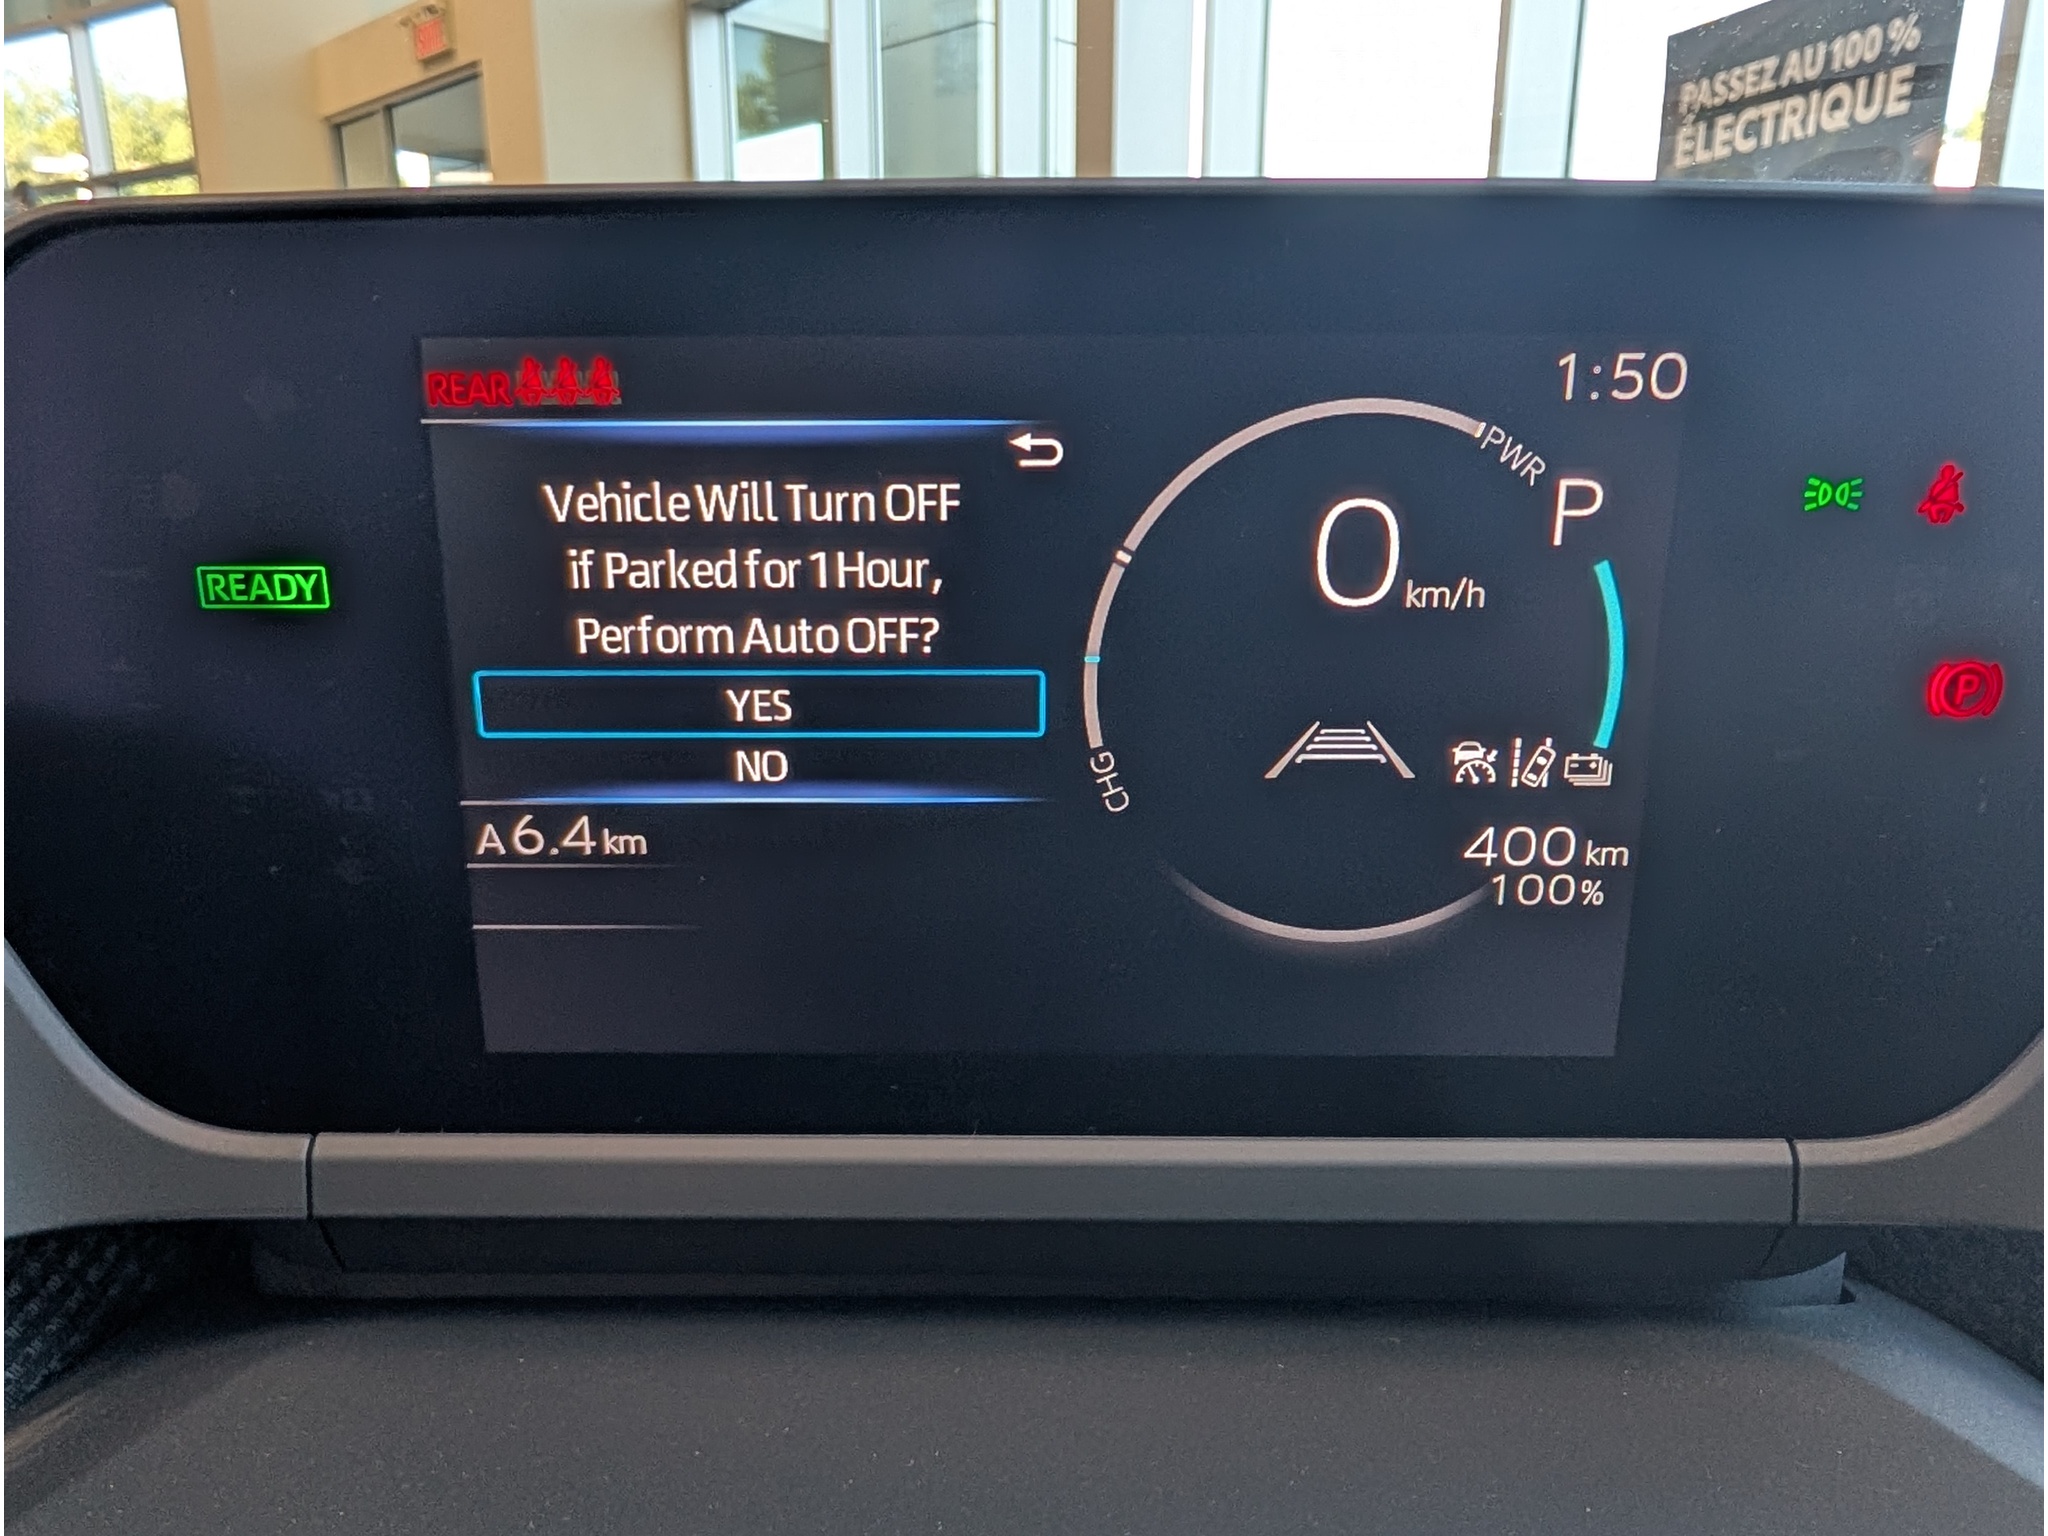 SORTIE
PASSEZ AU 100 %
ÉLECTRIQUE
REAR
1:50
Vehicle Will Turn OFF
if Parked for 1 Hour,
Perform Auto OFF?
YES
NO
READY
PWR
P
0 km/h
CHG
P
A 6.4 km
400 km
100%